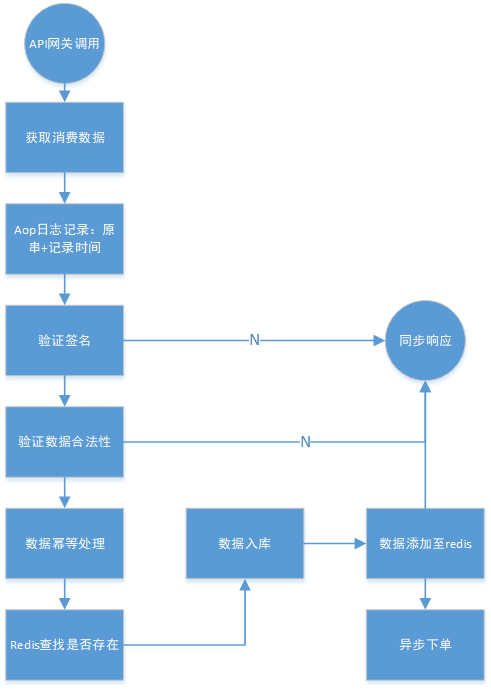 API网关调用
获取消费数据
Aop日志记录：原
串+记录时间
验证签名
N
同步响应
验证数据合法性
N
数据幂等处理
数据入库
数据添加至redis
Redis查找是否存在
异步下单